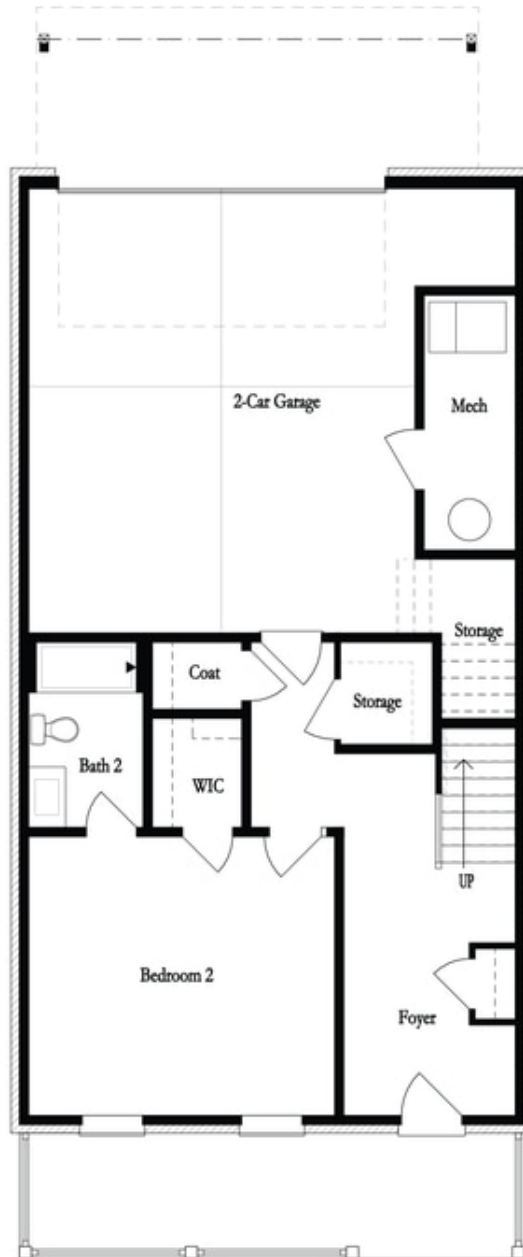 2-Car Garage
Mech
Storage
Coat
Storage
Bath 2
WIC
UP
Bedroom 2
Foyer